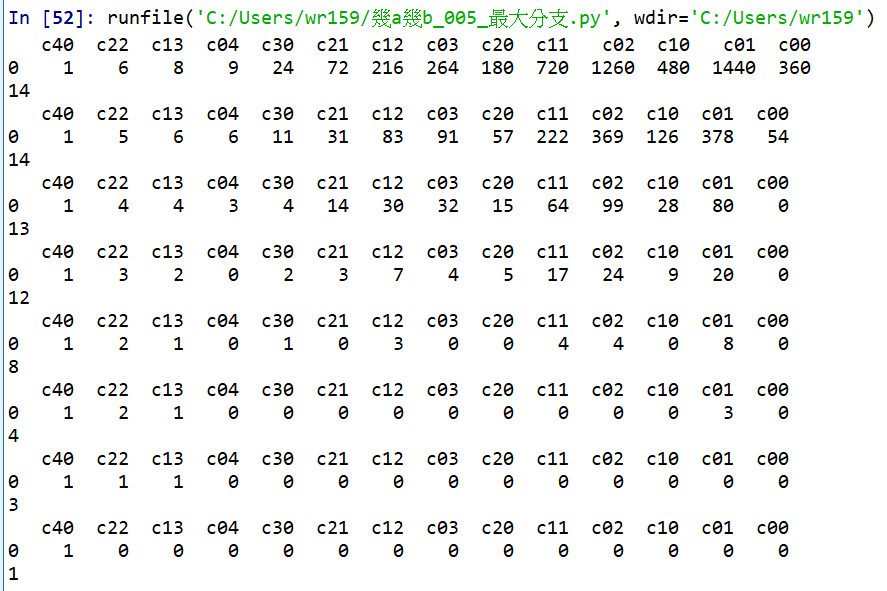 In [52]: runfile('C:/Users/wr159/幾a幾b_005_最大分支.py', wdir='C:/Users/wr159')
c40 c22 c13 c04 c30 c21 c12 c03 c20 c11 c02 c10 c01 c00
0 1 6 8 9 24 72 216 264 180 720 1260 480 1440 360
14
c40 c22 c13 c04 c30 c21 c12 c03 c20 c11 c02 c10 c01 c00
0 1 5 6 6 11 31 83 91 57 222 369 126 378 54
14
c40 c22 c13 c04 c30 c21 c12 c03 c20 c11 c02 c10 c01 c00
0 1 4 4 3 4 14 30 32 15 64 99 28 80 0
13
c40 c22 c13 c04 c30 c21 c12 c03 c20 c11 c02 c10 c01 c00
0 1 3 2 0 2 3 7 4 5 17 24 9 20 0
12
c40 c22 c13 c04 c30 c21 c12 c03 c20 c11 c02 c10 c01 c00
0 1 2 1 0 1 0 3 0 0 4 4 0 8 0
8
c40 c22 c13 c04 c30 c21 c12 c03 c20 c11 c02 c10 c01 c00
0 1 2 1 0 0 0 0 0 0 0 0 0 3 0
4
c40 c22 c13 c04 c30 c21 c12 c03 c20 c11 c02 c10 c01 c00
0 1 1 1 0 0 0 0 0 0 0 0 0 0 0
3
c40 c22 c13 c04 c30 c21 c12 c03 c20 c11 c02 c10 c01 c00
0 1 0 0 0 0 0 0 0 0 0 0 0 0 0
1